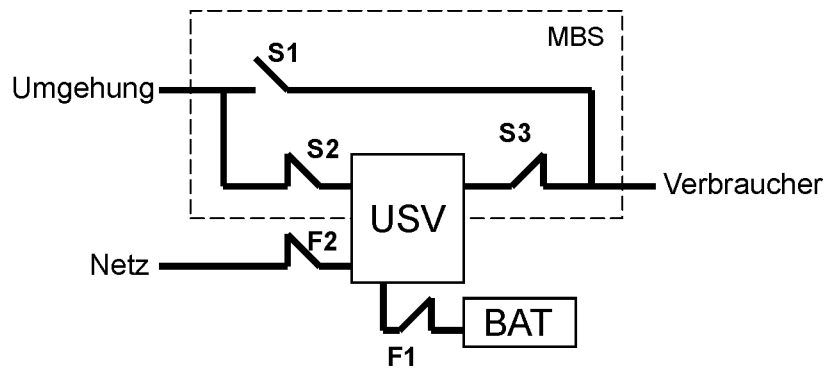 MBS
S1
Umgehung
S2
S3
Verbraucher
USV
F2
Netz
BAT
F1